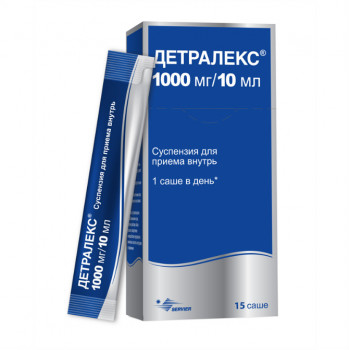 ДЕТРАЛЕКС®
1000 мг/10 мл
Суспензия для
приема внутрь
1 саше в день*
SERVIER
15 саше
ДЕТРАЛЕКС®
1000 мг/10 мл
Суспензия для приема внутрь